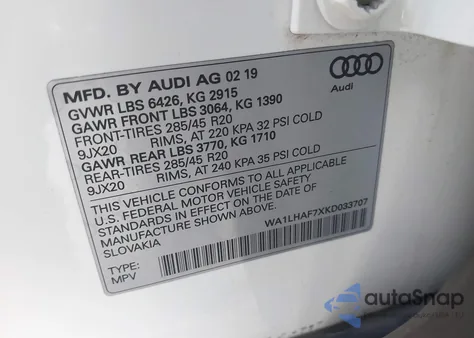 MFD. BY AUDI AG 02 19
GVWR LBS 6426, KG 2915
GAWR FRONT LBS 3064, KG 1390
FRONT-TIRES 285/45 R20
9JX20 RIMS, AT 220 KPA 32 PSI COLD
GAWR REAR LBS 3770, KG 1710
REAR-TIRES 285/45 R20
9JX20 RIMS, AT 240 KPA 35 PSI COLD
THIS VEHICLE CONFORMS TO ALL APPLICABLE
U.S. FEDERAL MOTOR VEHICLE SAFETY
STANDARDS IN EFFECT ON THE DATE OF
MANUFACTURE SHOWN ABOVE.
SLOVAKIA
WA1LHAF7XKD033707
TYPE:
MPV
Audi
autoSnap